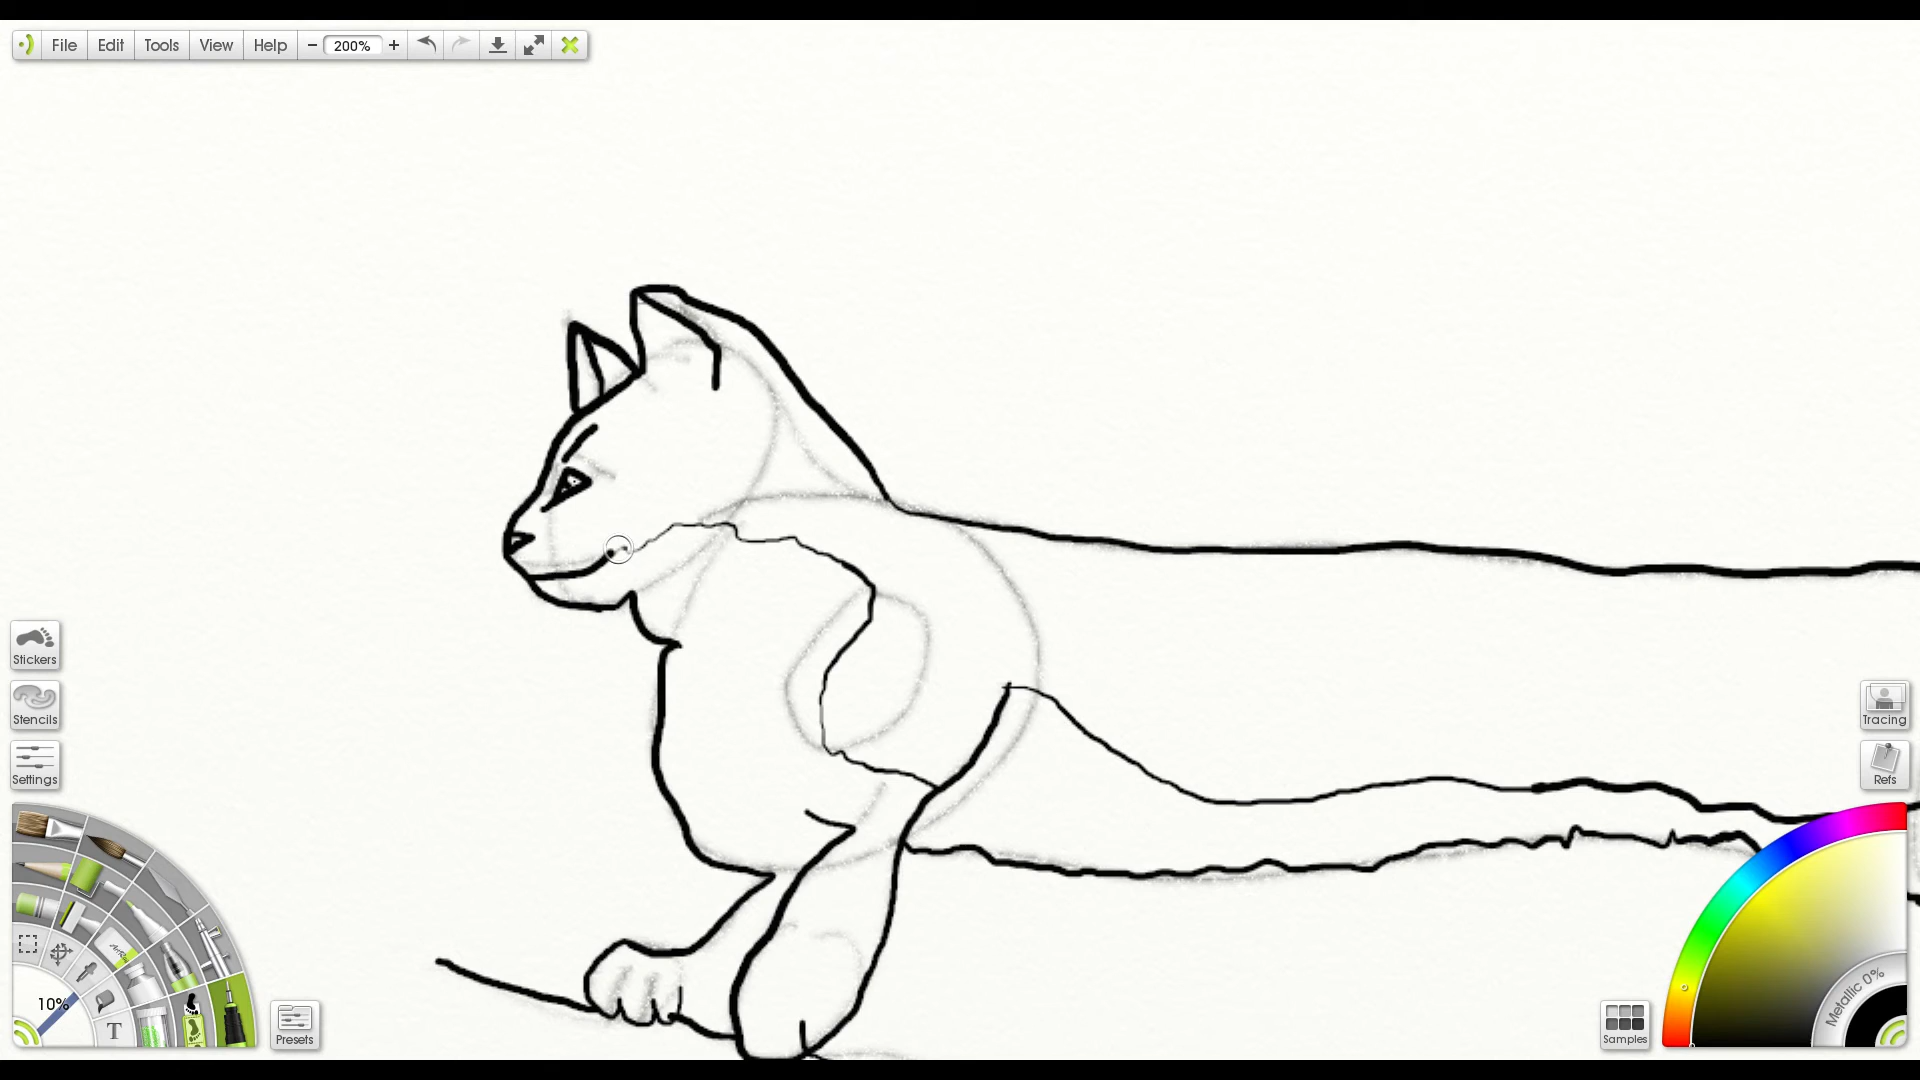 File Edit Tools View Help − 200% +
Stickers
Stencils
Settings
Tracing
Refs
10%
T
Presets
Metallic 0%
Samples